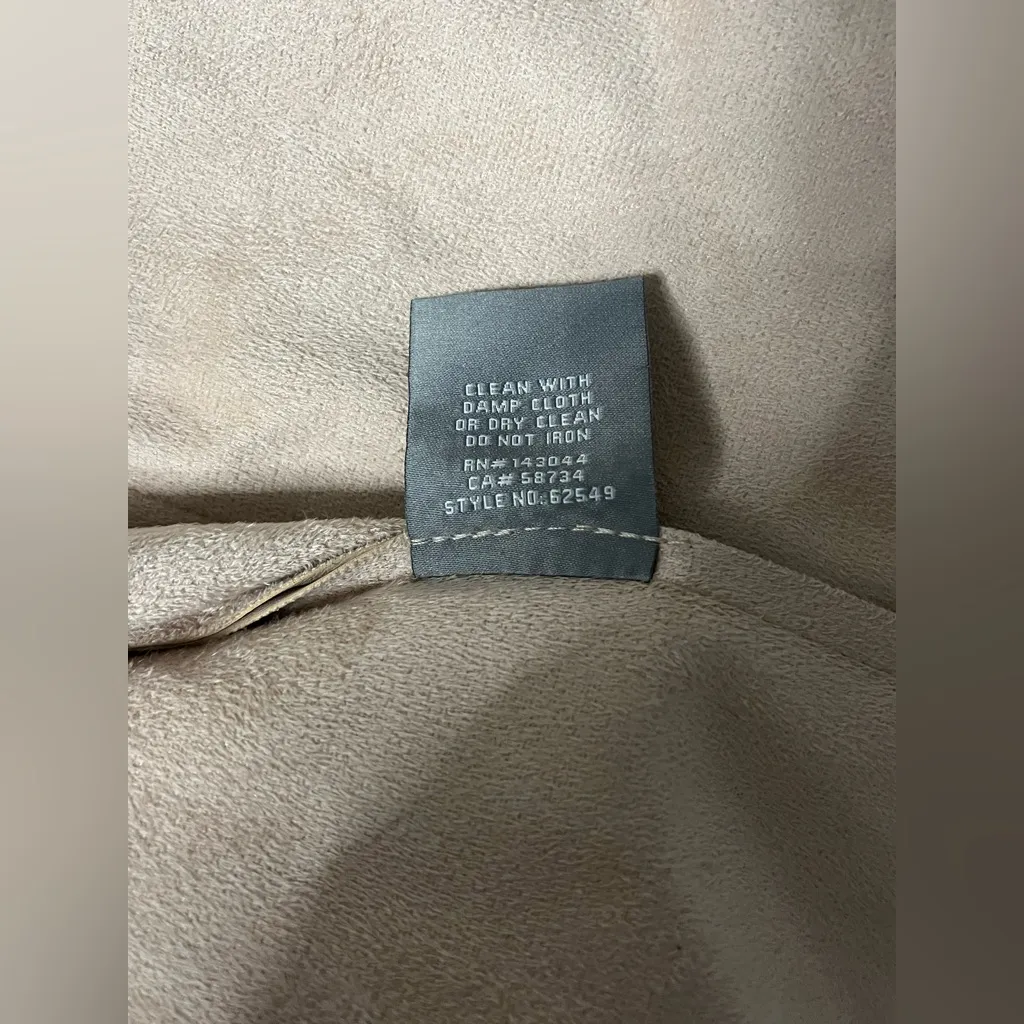 CLEAN WITH
DAMP CLOTH
OR DRY CLEAN
DO NOT IRON
RN# 143044
CA# 58734
STYLE NO: 62549